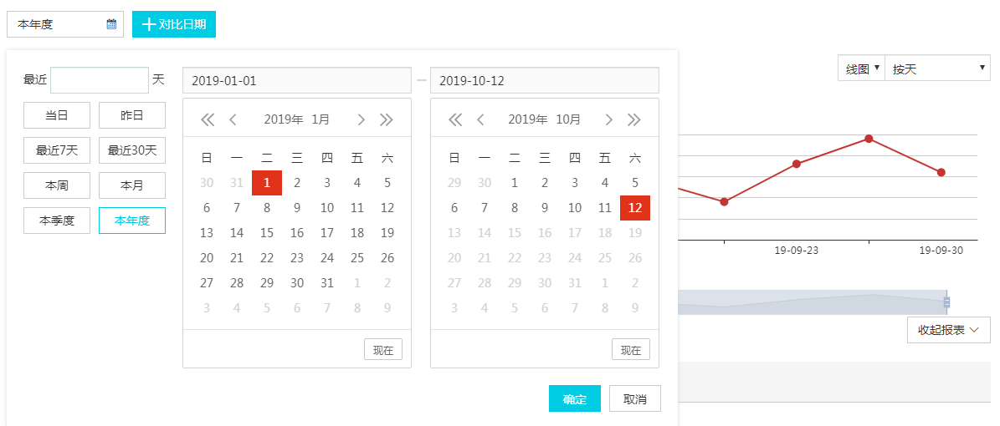 本年度 对比日期
最近 天 2019-01-01 2019-10-12 线图 按天
当日 昨日
最近7天 最近30天
本周 本月
本季度 本年度
2019年 1月
日 一 二 三 四 五 六
30 31 1 2 3 4 5
6 7 8 9 10 11 12
13 14 15 16 17 18 19
20 21 22 23 24 25 26
27 28 29 30 31 1 2
3 4 5 6 7 8 9
现在
2019年 10月
日 一 二 三 四 五 六
29 30 1 2 3 4 5
6 7 8 9 10 11 12
13 14 15 16 17 18 19
20 21 22 23 24 25 26
27 28 29 30 31 1 2
3 4 5 6 7 8 9
现在
确定 取消
19-09-23 19-09-30
收起报表